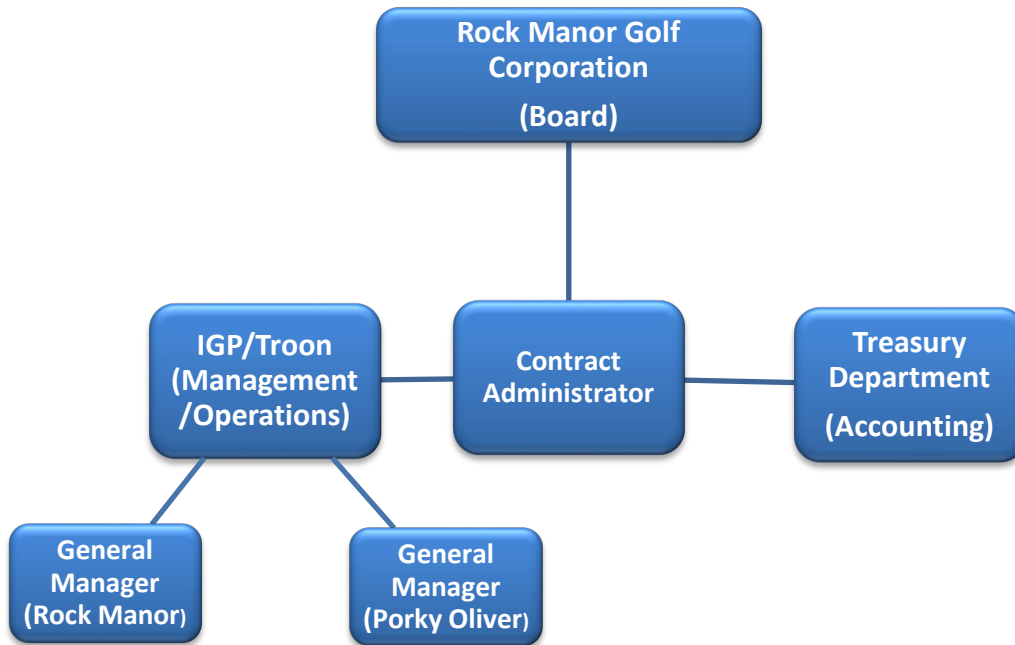 Rock Manor Golf
Corporation
(Board)
IGP/Troon
(Management
/Operations)
Contract
Administrator
Treasury
Department
(Accounting)
General
Manager
(Rock Manor)
General
Manager
(Porky Oliver)